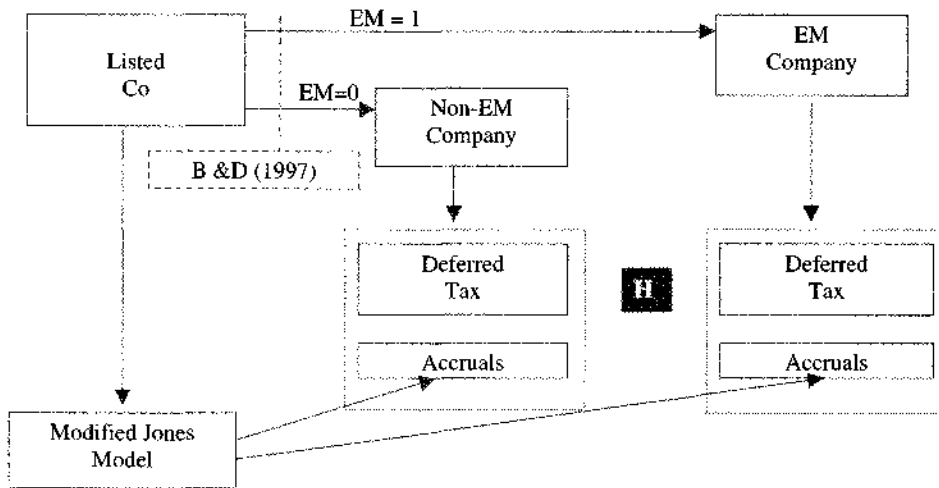 EM = 1
Listed
Co
EM
Company
EM=0
Non-EM
Company
B &D (1997)
Deferred
Tax
H
Deferred
Tax
Accruals
Accruals
Modified Jones
Model